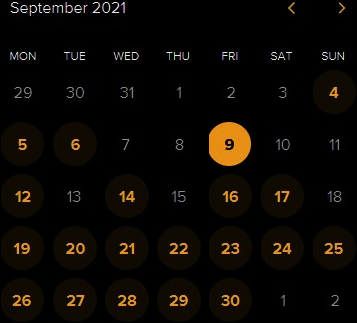 September 2021
MON TUE WED THU FRI SAT SUN
29 30 31 1 2 3 4
5 6 7 8 9 10 11
12 13 14 15 16 17 18
19 20 21 22 23 24 25
26 27 28 29 30 1 2